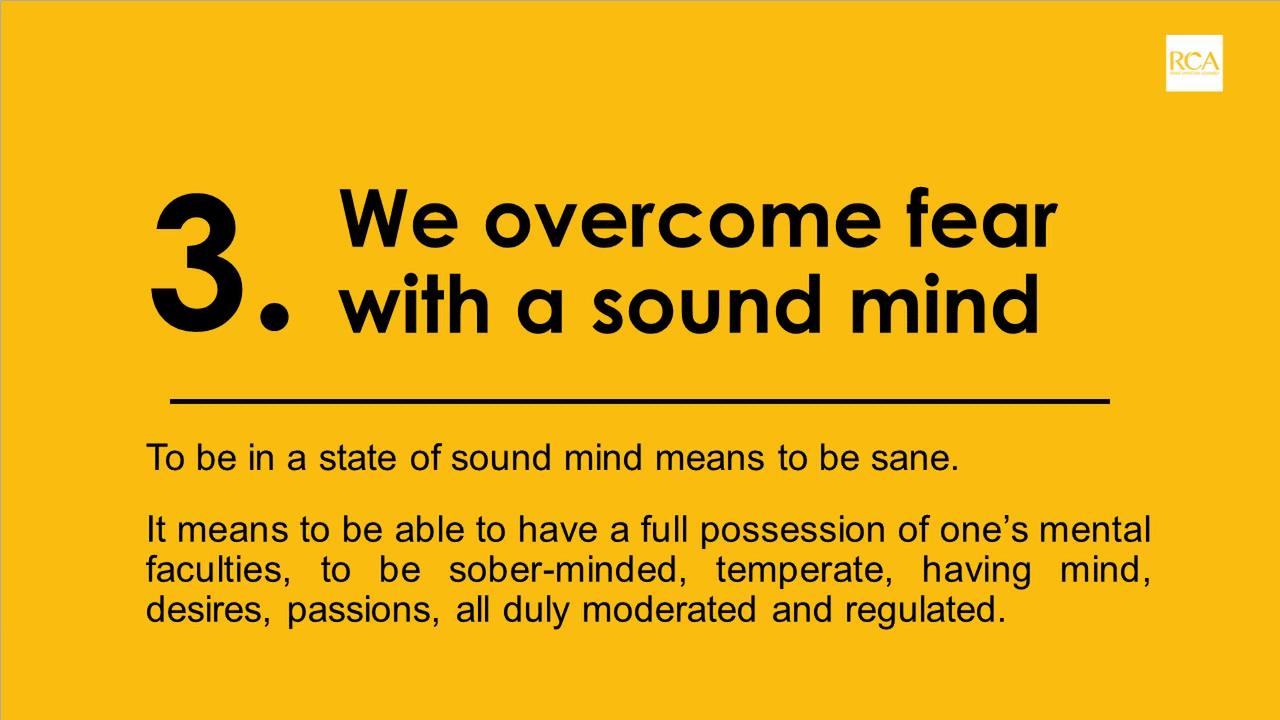 RCA
3. We overcome fear
with a sound mind
To be in a state of sound mind means to be sane.
It means to be able to have a full possession of one’s mental
faculties, to be sober-minded, temperate, having mind,
desires, passions, all duly moderated and regulated.